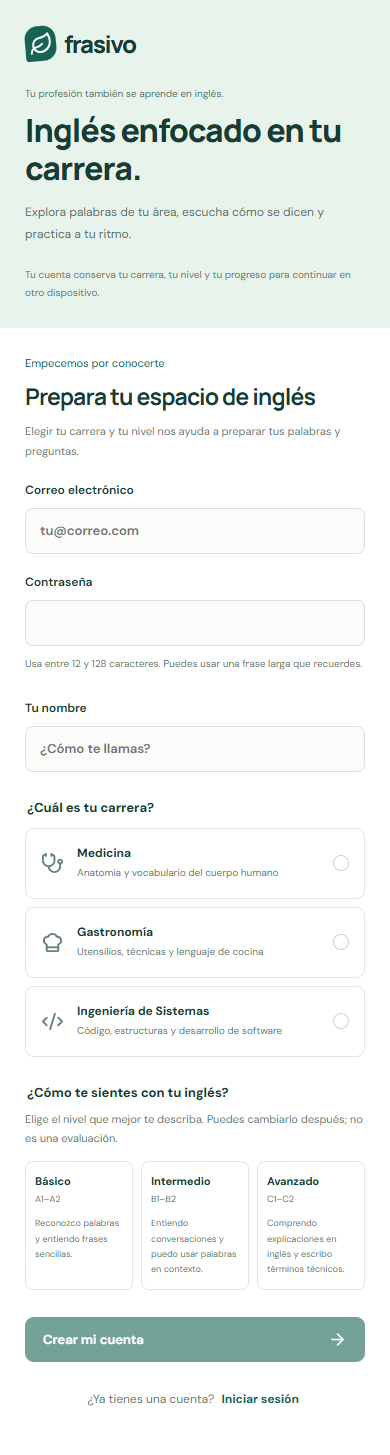 frasivo
Tu profesión también se aprende en inglés.
Inglés enfocado en tu
carrera.
Explora palabras de tu área, escucha cómo se dicen y
practica a tu ritmo.
Tu cuenta conserva tu carrera, tu nivel y tu progreso para continuar en
otro dispositivo.
Empecemos por conocerte
Prepara tu espacio de inglés
Elegir tu carrera y tu nivel nos ayuda a preparar tus palabras y
preguntas.
Correo electrónico
tu@correo.com
Contraseña
Usa entre 12 y 128 caracteres. Puedes usar una frase larga que recuerdes.
Tu nombre
¿Cómo te llamas?
¿Cuál es tu carrera?
Medicina
Anatomía y vocabulario del cuerpo humano
Gastronomía
Utensilios, técnicas y lenguaje de cocina
Ingeniería de Sistemas
Código, estructuras y desarrollo de software
¿Cómo te sientes con tu inglés?
Elige el nivel que mejor te describa. Puedes cambiarlo después; no
es una evaluación.
Básico
A1–A2
Reconozco palabras
y entiendo frases
sencillas.
Intermedio
B1–B2
Entiendo
conversaciones y
puedo usar palabras
en contexto.
Avanzado
C1–C2
Comprendo
explicaciones en
inglés y escribo
términos técnicos.
Crear mi cuenta
¿Ya tienes una cuenta? Iniciar sesión